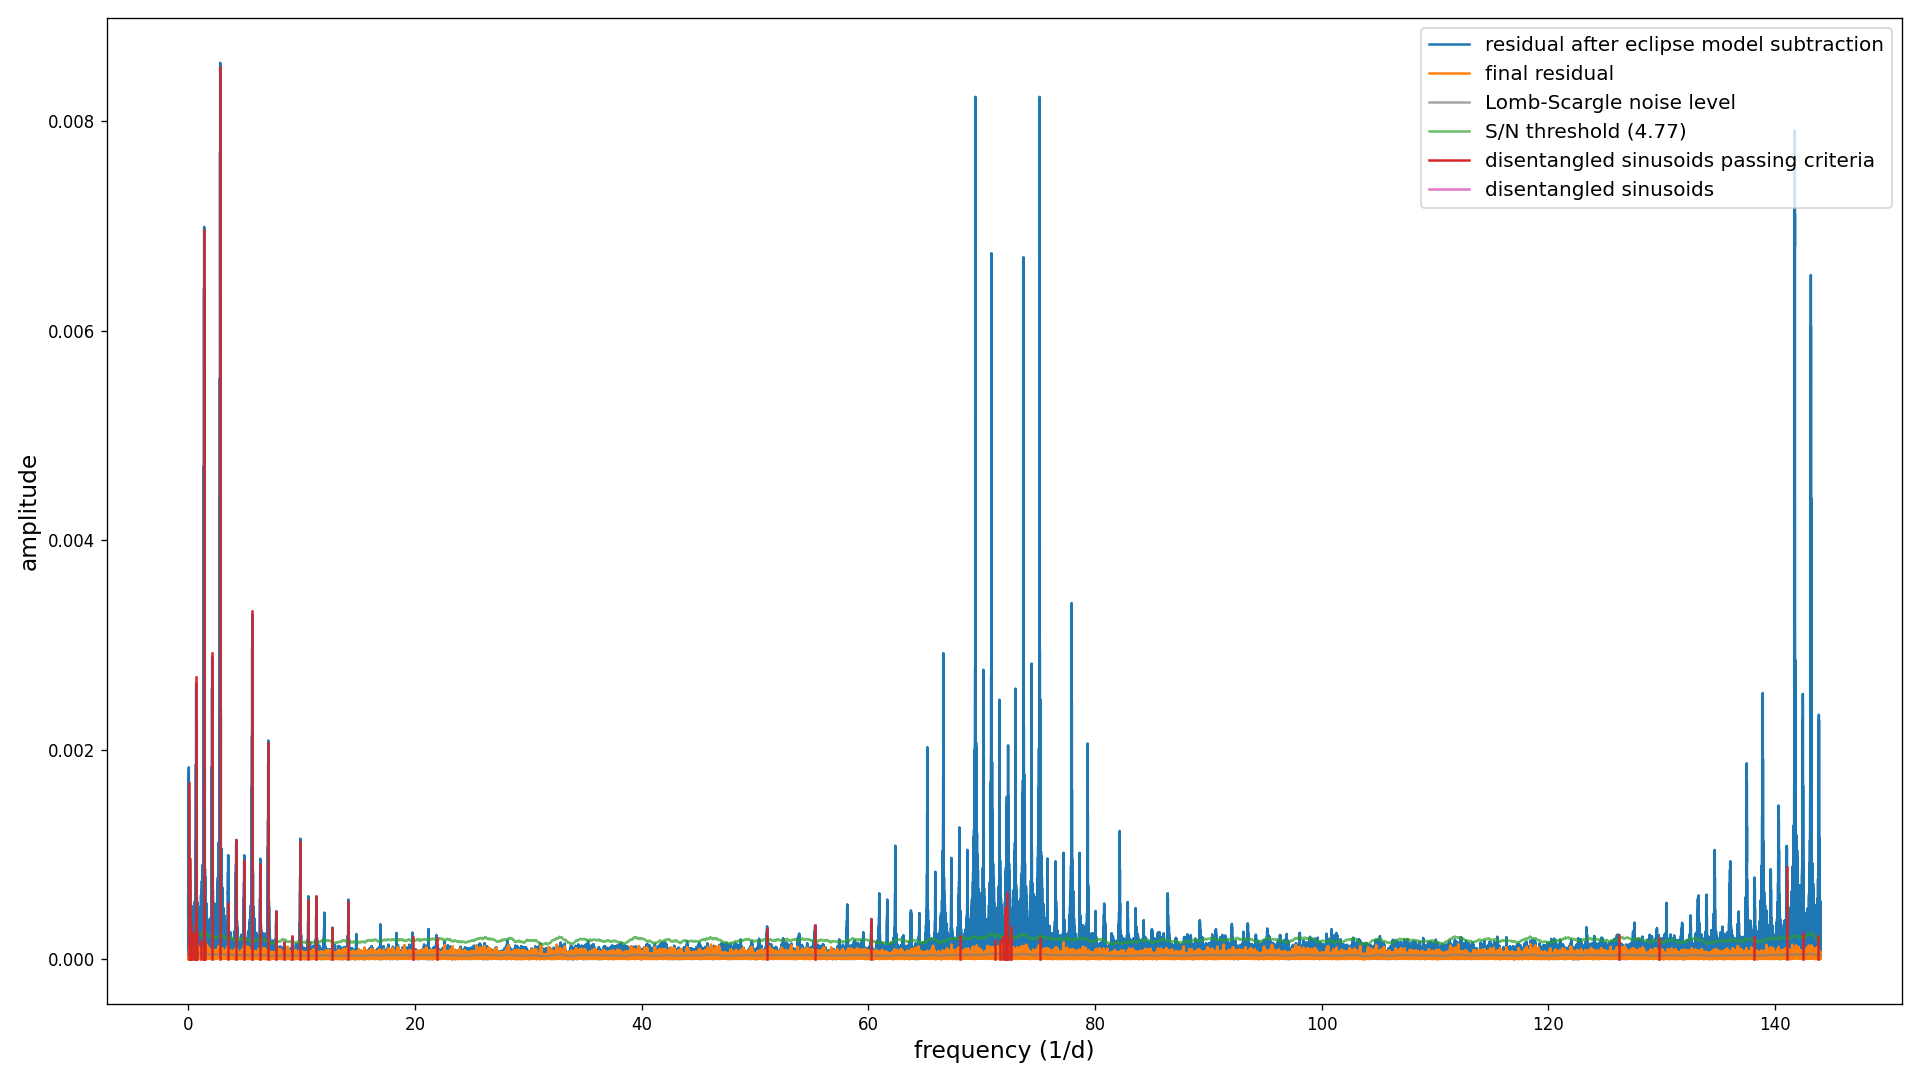 residual after eclipse model subtraction
final residual
Lomb-Scargle noise level
S/N threshold (4.77)
disentangled sinusoids passing criteria
disentangled sinusoids
0.008
0.006
0.004
0.002
0.000
amplitude
0 20 40 60 80 100 120 140
frequency (1/d)